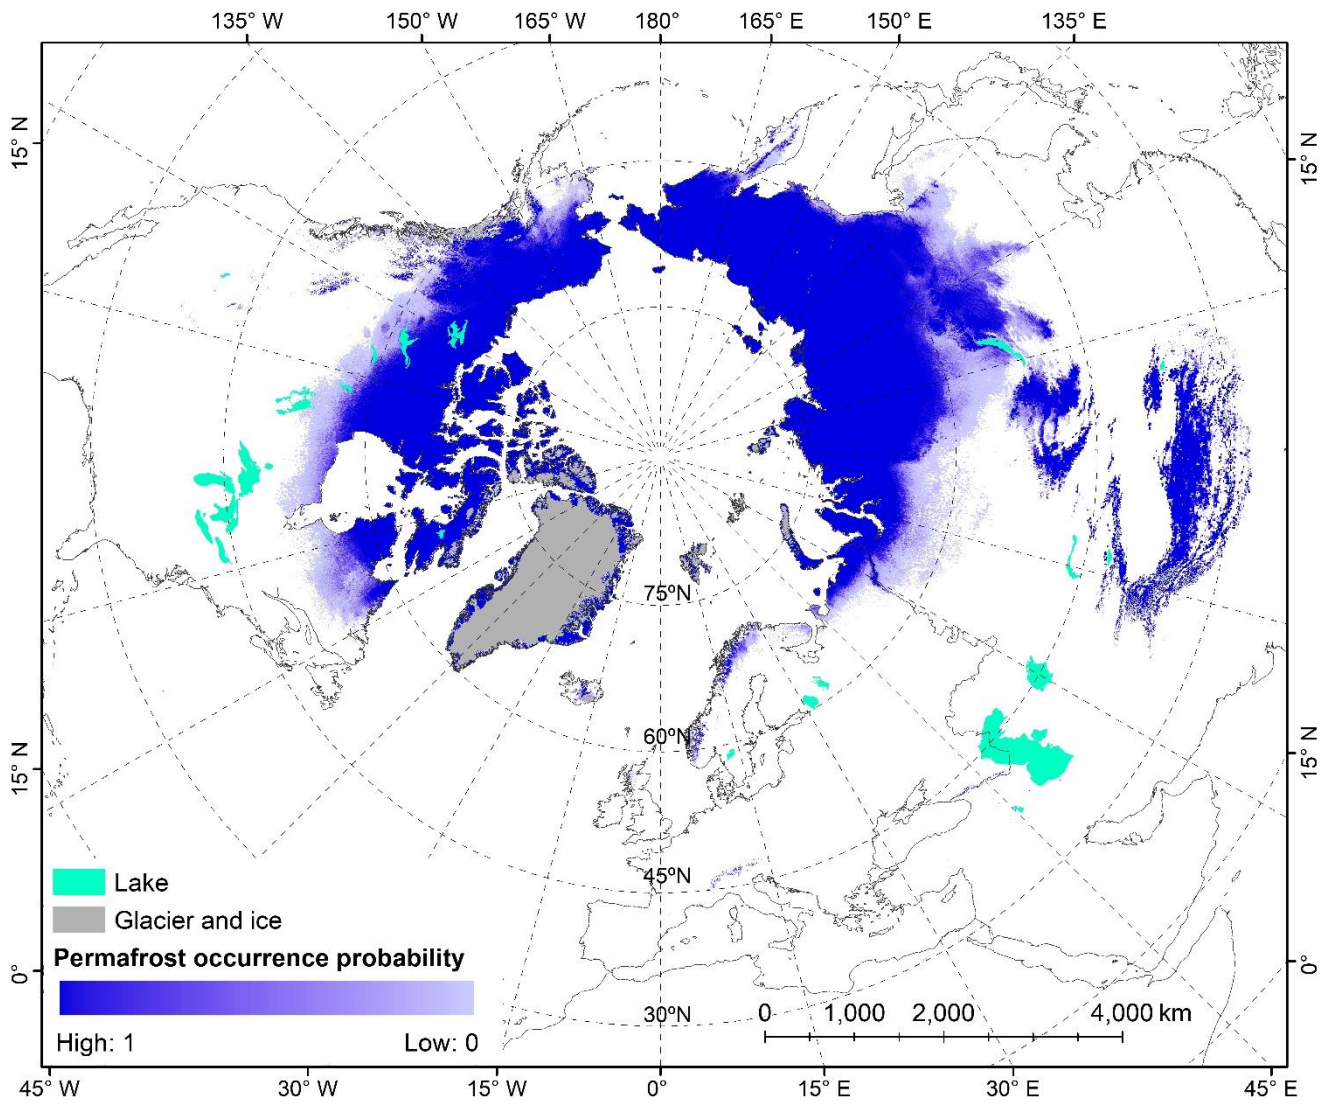 135° W 150° W 165° W 180° 165° E 150° E 135° E
15° N
15° N
75°N
60°N
15° N
15° N
45°N
Lake
Glacier and ice
Permafrost occurrence probability
0°
0°
30°N
0 1,000 2,000 4,000 km
High: 1 Low: 0
45° W 30° W 15° W 0° 15° E 30° E 45° E